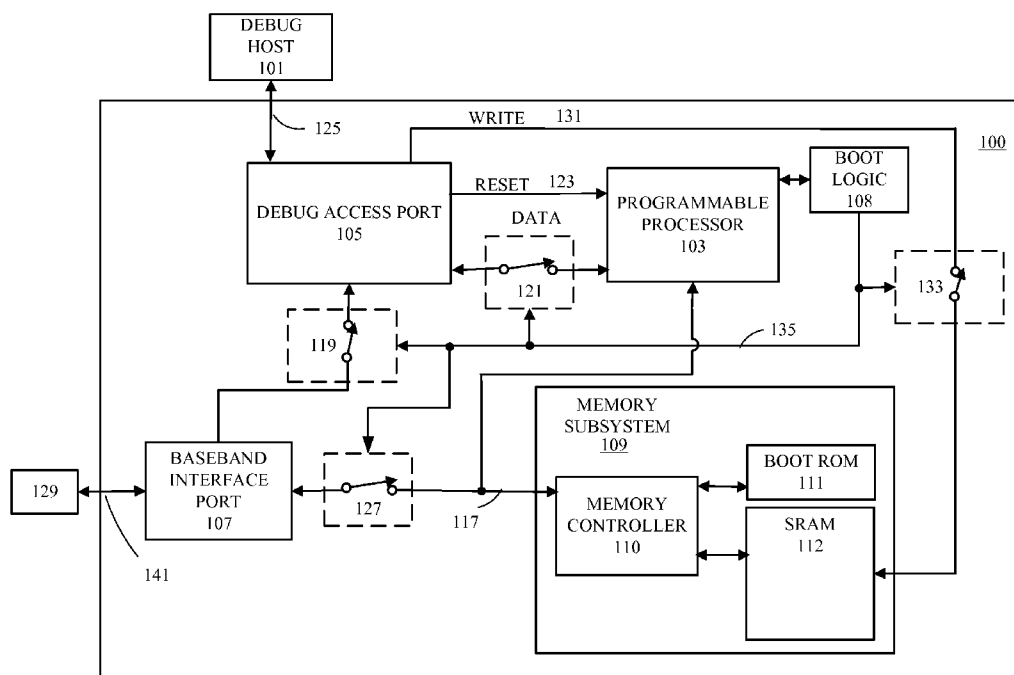 DEBUG
HOST
101
125
WRITE 131
100
BOOT
LOGIC
108
RESET 123
DEBUG ACCESS PORT
105
PROGRAMMABLE
PROCESSOR
103
DATA
121
133
119
135
MEMORY
SUBSYSTEM
109
BASEBAND
INTERFACE
PORT
107
129
141
127
117
MEMORY
CONTROLLER
110
BOOT ROM
111
SRAM
112